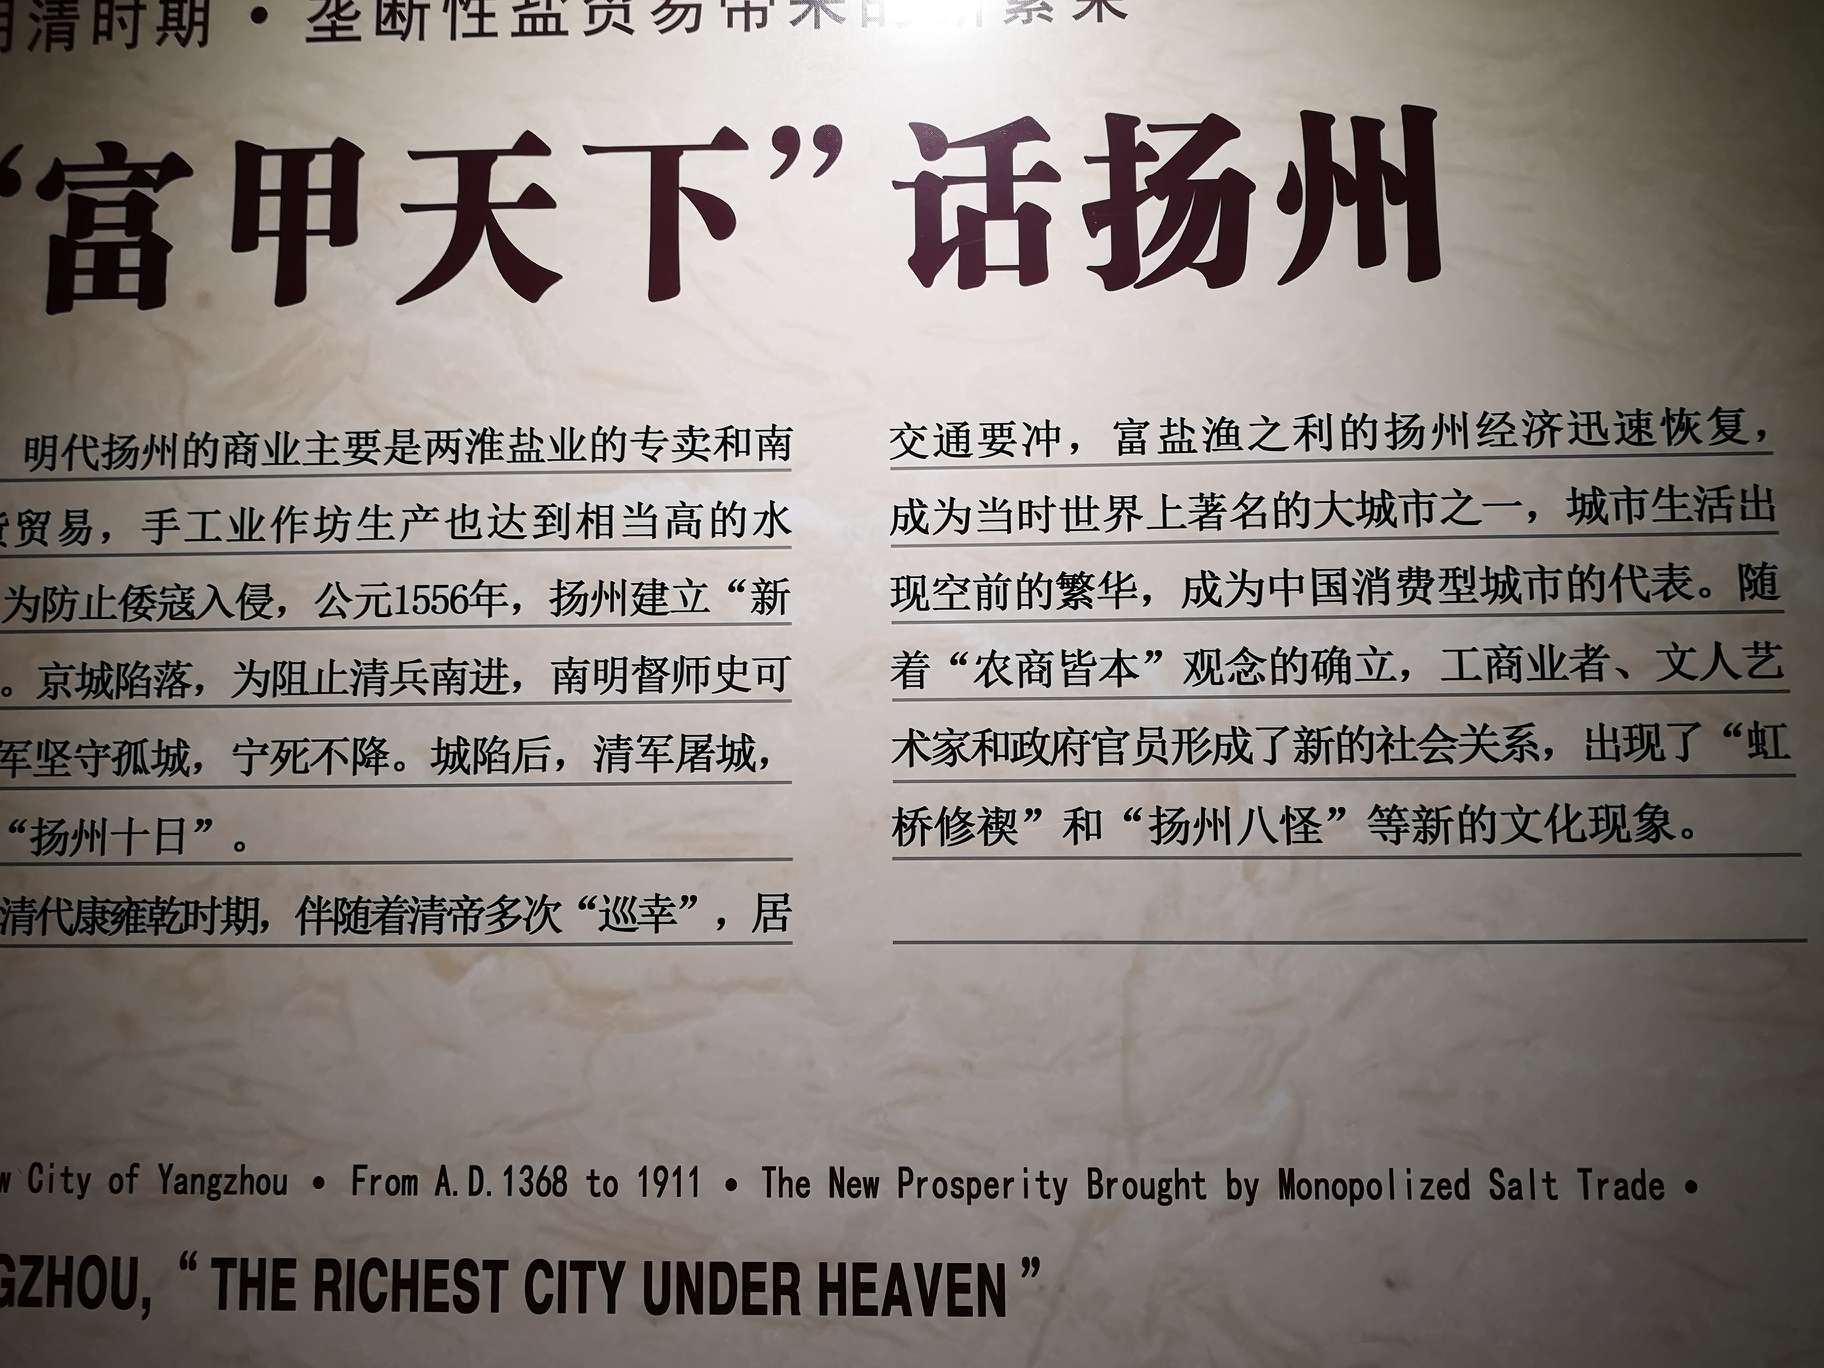 明清时期 • 垄断性盐贸易带来的新繁荣
“富甲天下”话扬州
明代扬州的商业主要是两淮盐业的专卖和南
货贸易，手工业作坊生产也达到相当高的水
为防止倭寇入侵，公元1556年，扬州建立“新
。京城陷落，为阻止清兵南进，南明督师史可
军坚守孤城，宁死不降。城陷后，清军屠城，
“扬州十日”。
清代康雍乾时期，伴随着清帝多次“巡幸”，居
交通要冲，富盐渔之利的扬州经济迅速恢复，
成为当时世界上著名的大城市之一，城市生活出
现空前的繁华，成为中国消费型城市的代表。随
着“农商皆本”观念的确立，工商业者、文人艺
术家和政府官员形成了新的社会关系，出现了“虹
桥修禊”和“扬州八怪”等新的文化现象。
w City of Yangzhou • From A.D.1368 to 1911 • The New Prosperity Brought by Monopolized Salt Trade •
GZHOU, “THE RICHEST CITY UNDER HEAVEN”